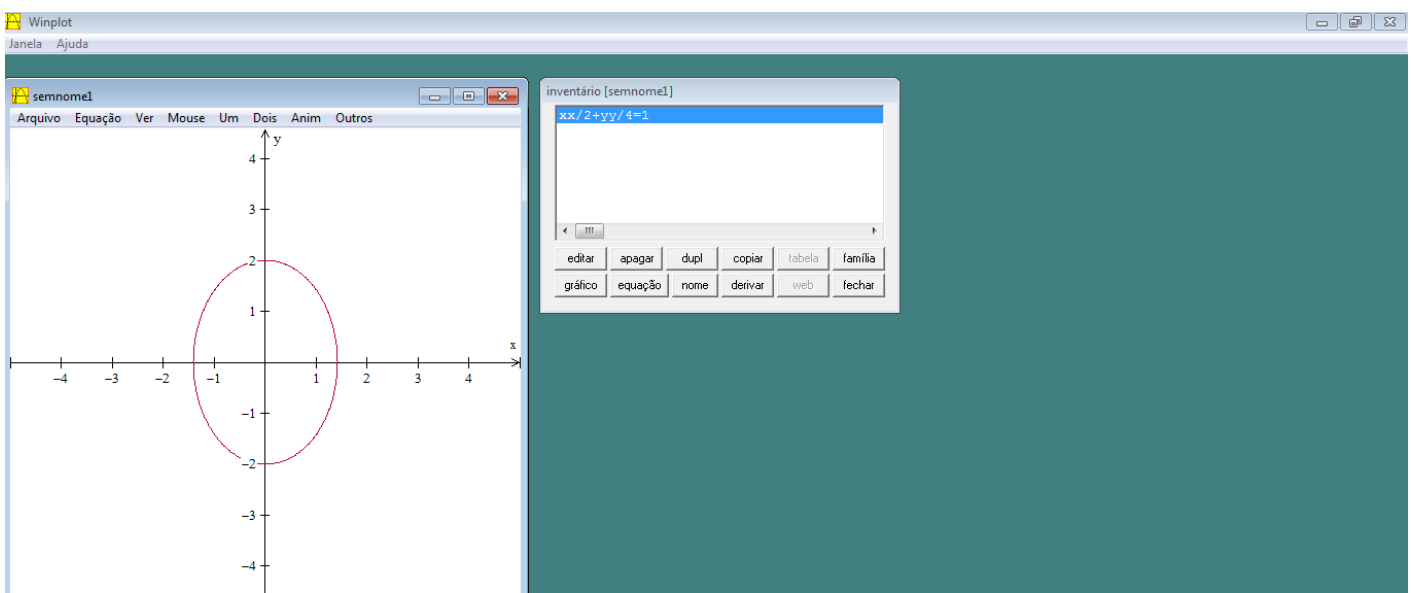 Winplot
Janela Ajuda
semnome1
Arquivo Equação Ver Mouse Um Dois Anim Outros
inventário [semnome1]
xx/2+yy/4=1
editar apagar dupl copiar tabela família
gráfico equação nome derivar web fechar
y
4
3
2
1
x
−4 −3 −2 −1 1 2 3 4
−1
−2
−3
−4